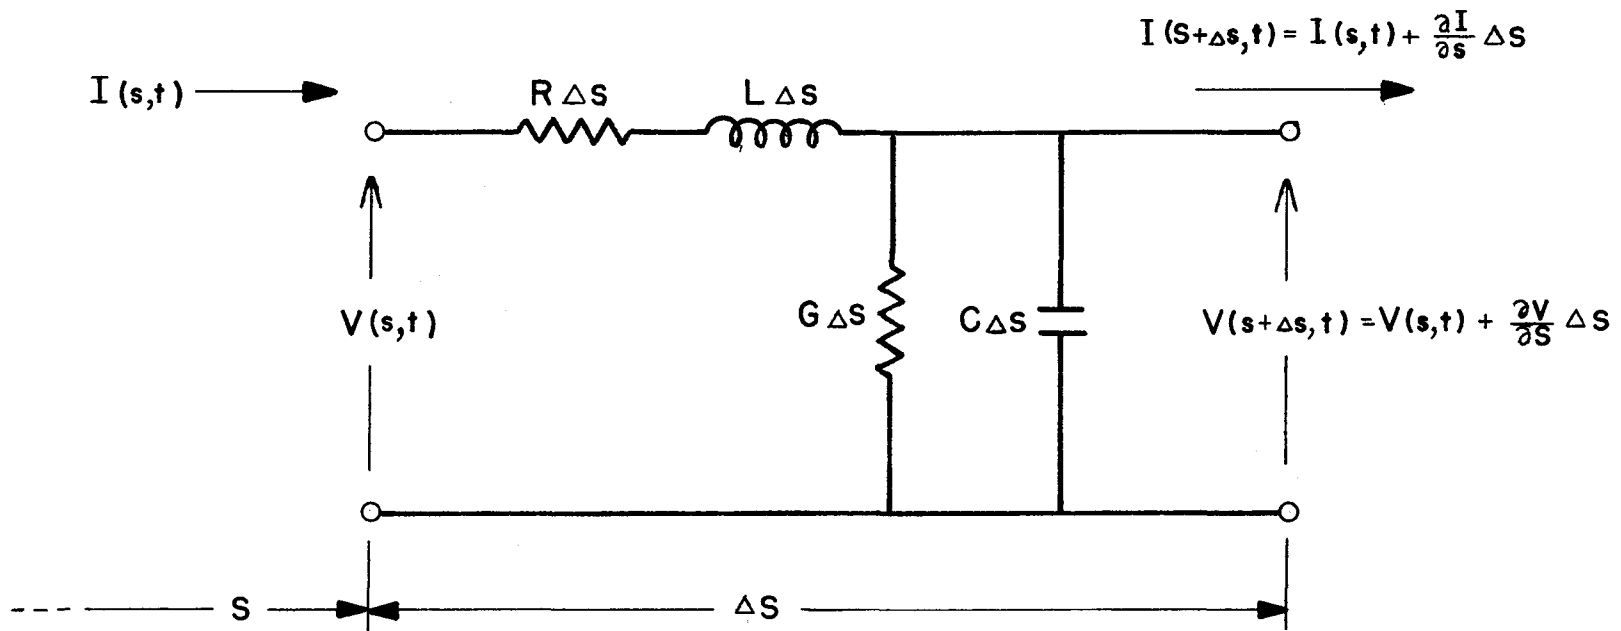 I (S+Δs,t) = I (s,t) + ∂I/∂s ΔS
I (s,t)
R ΔS
L ΔS
V (s,t)
G ΔS
C ΔS
V(s+Δs, t) = V(s,t) + ∂V/∂S ΔS
S
ΔS